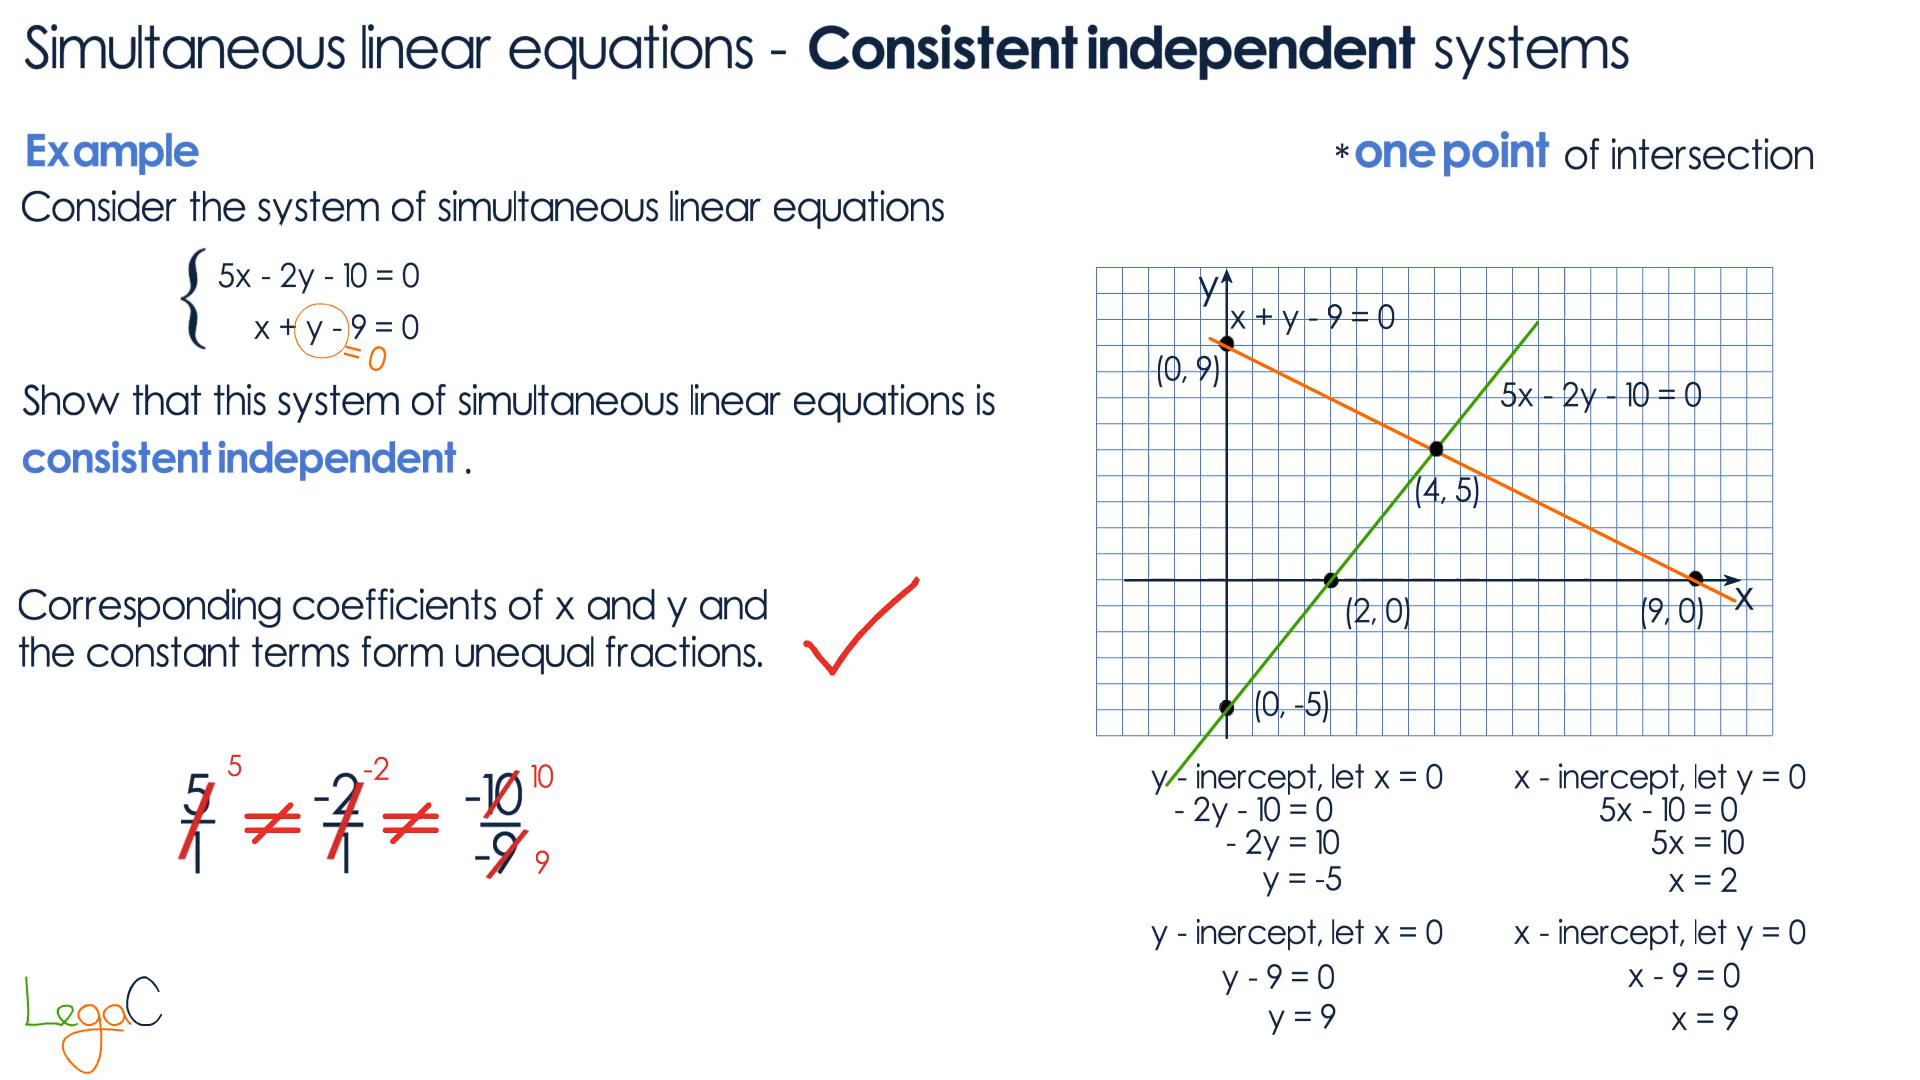 Simultaneous linear equations - Consistent independent systems
Example
*one point of intersection
Consider the system of simultaneous linear equations
5x - 2y - 10 = 0
x + y - 9 = 0
= 0
Show that this system of simultaneous linear equations is
consistent independent.
Corresponding coefficients of x and y and
the constant terms form unequal fractions.
5/1 ≠ -2/1 ≠ -10/-9
5 -2 10
9
LegaC
y
x + y - 9 = 0
(0, 9)
5x - 2y - 10 = 0
(4, 5)
x
(2, 0)
(9, 0)
(0, -5)
y - inercept, let x = 0
- 2y - 10 = 0
- 2y = 10
y = -5
x - inercept, let y = 0
5x - 10 = 0
5x = 10
x = 2
y - inercept, let x = 0
y - 9 = 0
y = 9
x - inercept, let y = 0
x - 9 = 0
x = 9